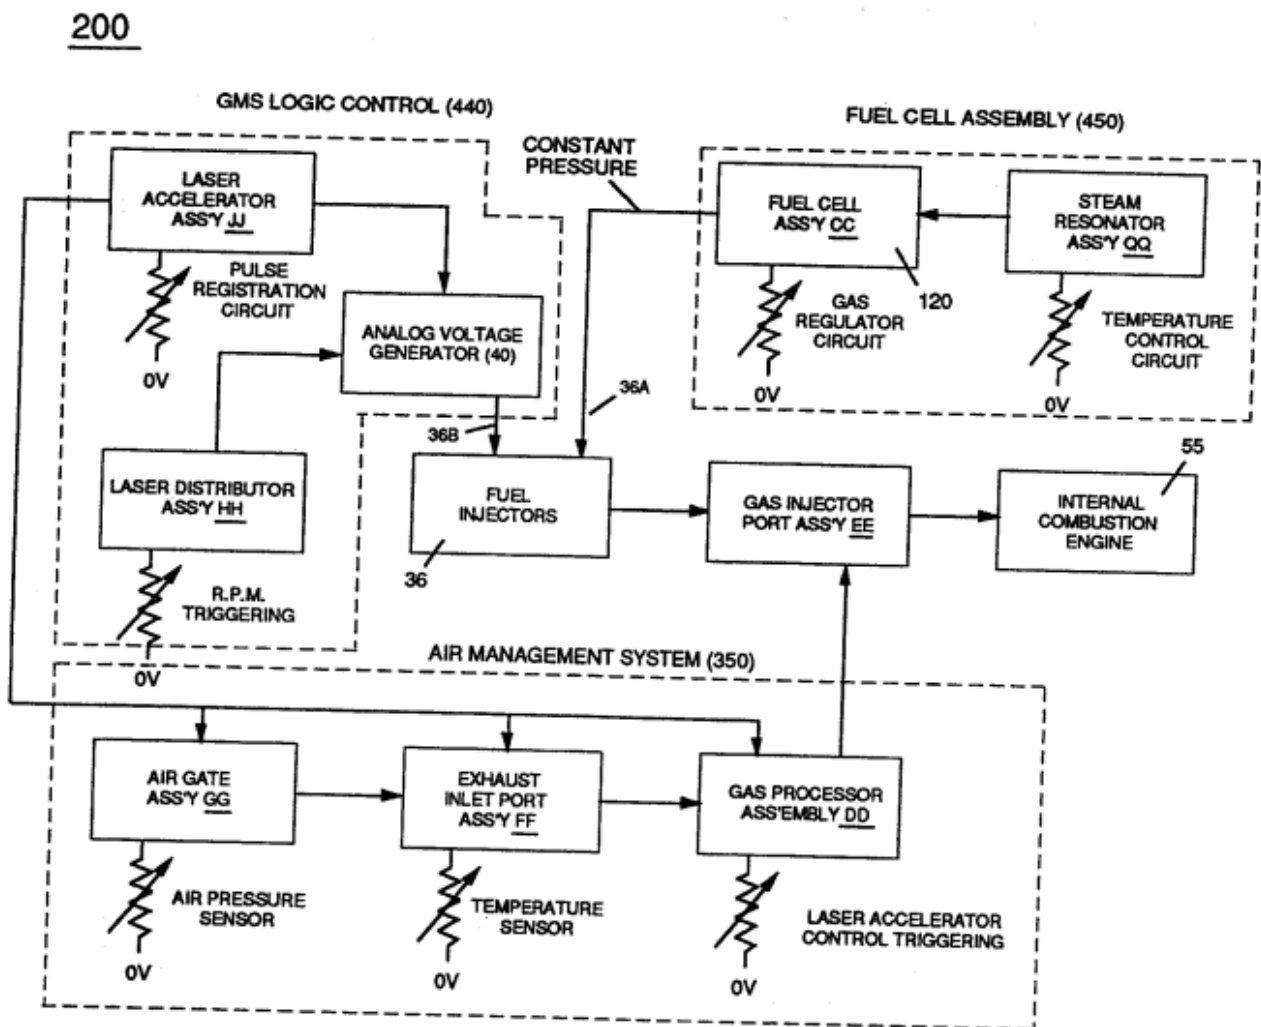 200
GMS LOGIC CONTROL (440)
FUEL CELL ASSEMBLY (450)
CONSTANT
PRESSURE
LASER
ACCELERATOR
ASS'Y JJ
FUEL CELL
ASS'Y CC
STEAM
RESONATOR
ASS'Y QQ
PULSE
REGISTRATION
CIRCUIT
0V
ANALOG VOLTAGE
GENERATOR (40)
120
GAS
REGULATOR
CIRCUIT
0V
TEMPERATURE
CONTROL
CIRCUIT
0V
36A
36B
55
LASER DISTRIBUTOR
ASS'Y HH
FUEL
INJECTORS
36
GAS INJECTOR
PORT ASS'Y EE
INTERNAL
COMBUSTION
ENGINE
R.P.M.
TRIGGERING
0V
AIR MANAGEMENT SYSTEM (350)
AIR GATE
ASS'Y GG
EXHAUST
INLET PORT
ASS'Y FF
GAS PROCESSOR
ASS'EMBLY DD
AIR PRESSURE
SENSOR
0V
TEMPERATURE
SENSOR
0V
LASER ACCELERATOR
CONTROL TRIGGERING
0V